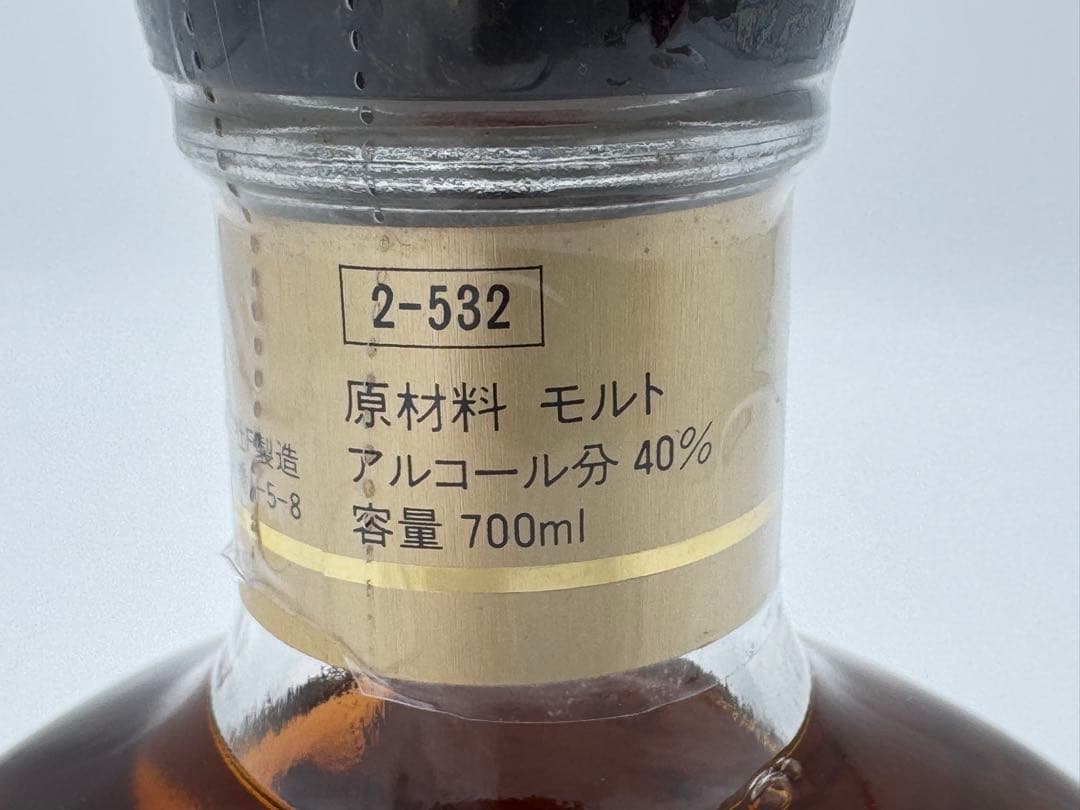 2-532
原材料 モルト
アルコール分 40%
容量 700ml
製造
-5-8